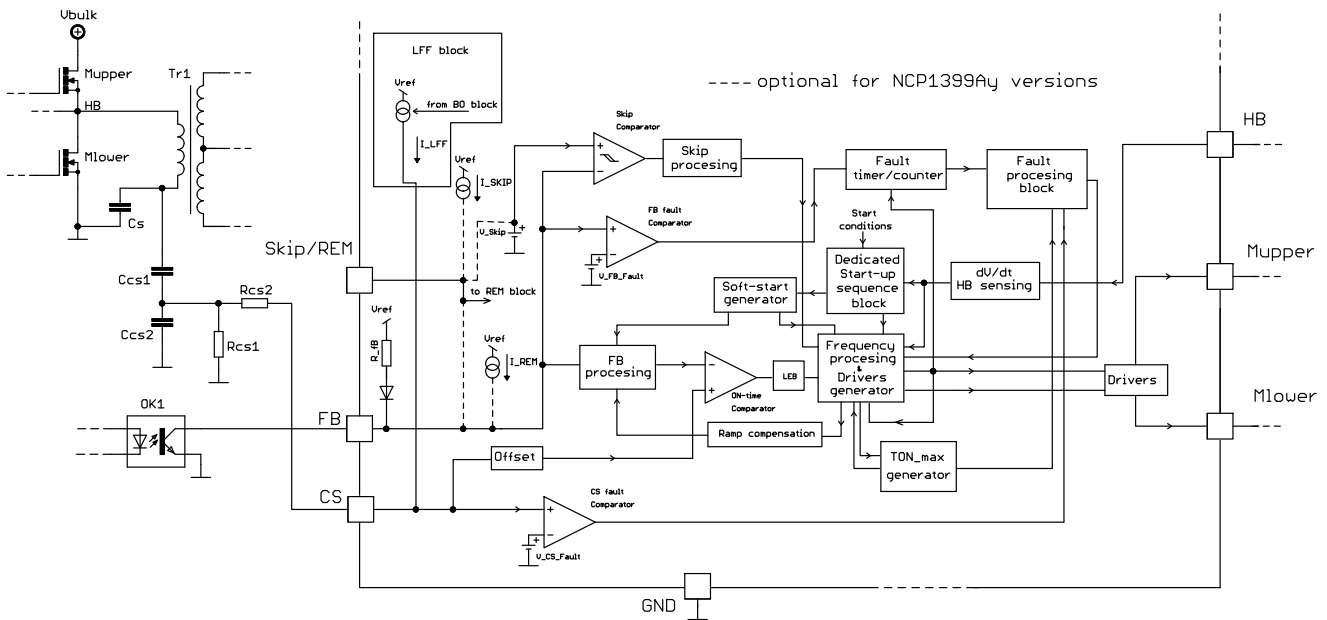 Vbulk
Mupper
HB
Mlower
Tr1
Cs
Ccs1
Rcs2
Ccs2
Rcs1
OK1
Skip/REM
FB
CS
GND
LFF block
Vref
from BO block
I_LFF
Vref
I_SKIP
V_Skip
to REM block
Vref
R_fB
Vref
I_REM
---- optional for NCP1399Ay versions
Skip
Comparator
Skip
procesing
FB fault
Comparator
V_FB_Fault
Fault
timer/counter
Fault
procesing
block
Start
conditions
Dedicated
Start-up
sequence
block
dV/dt
HB sensing
Soft-start
generator
FB
procesing
ON-time
Comparator
LEB
Frequency
procesing
&
Drivers
generator
Drivers
Ramp compensation
TON_max
generator
Offset
CS fault
Comparator
V_CS_Fault
HB
Mupper
Mlower